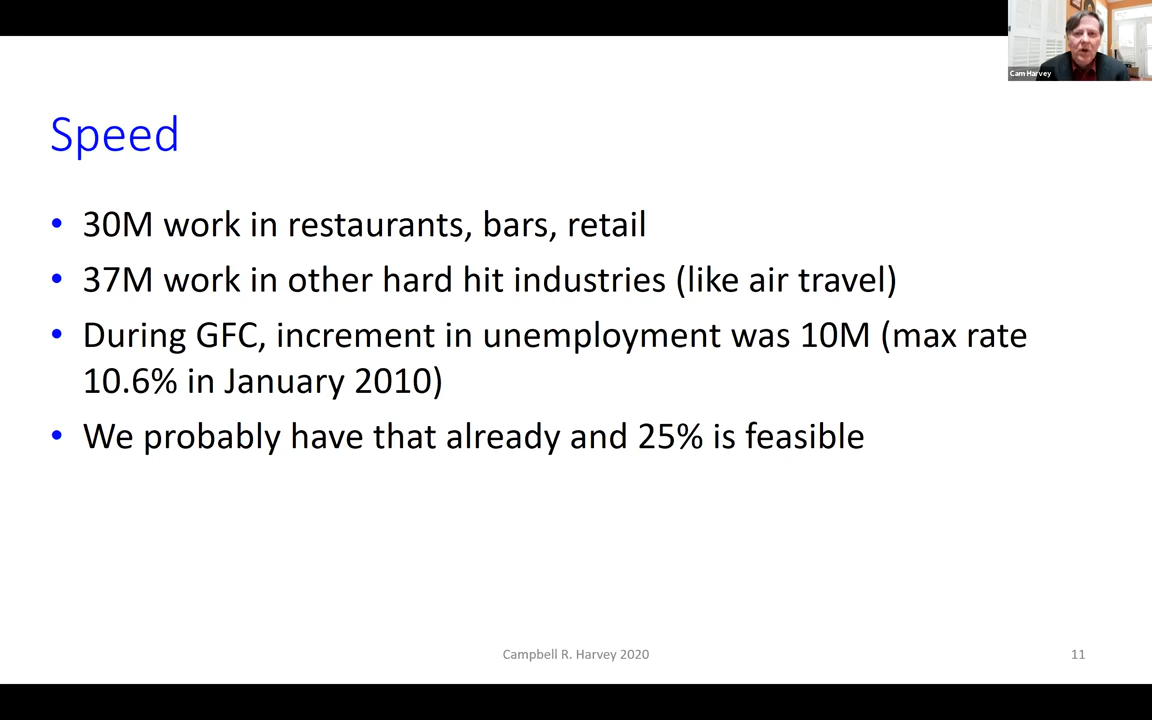 Cam Harvey
Speed
• 30M work in restaurants, bars, retail
• 37M work in other hard hit industries (like air travel)
• During GFC, increment in unemployment was 10M (max rate
10.6% in January 2010)
• We probably have that already and 25% is feasible
Campbell R. Harvey 2020
11